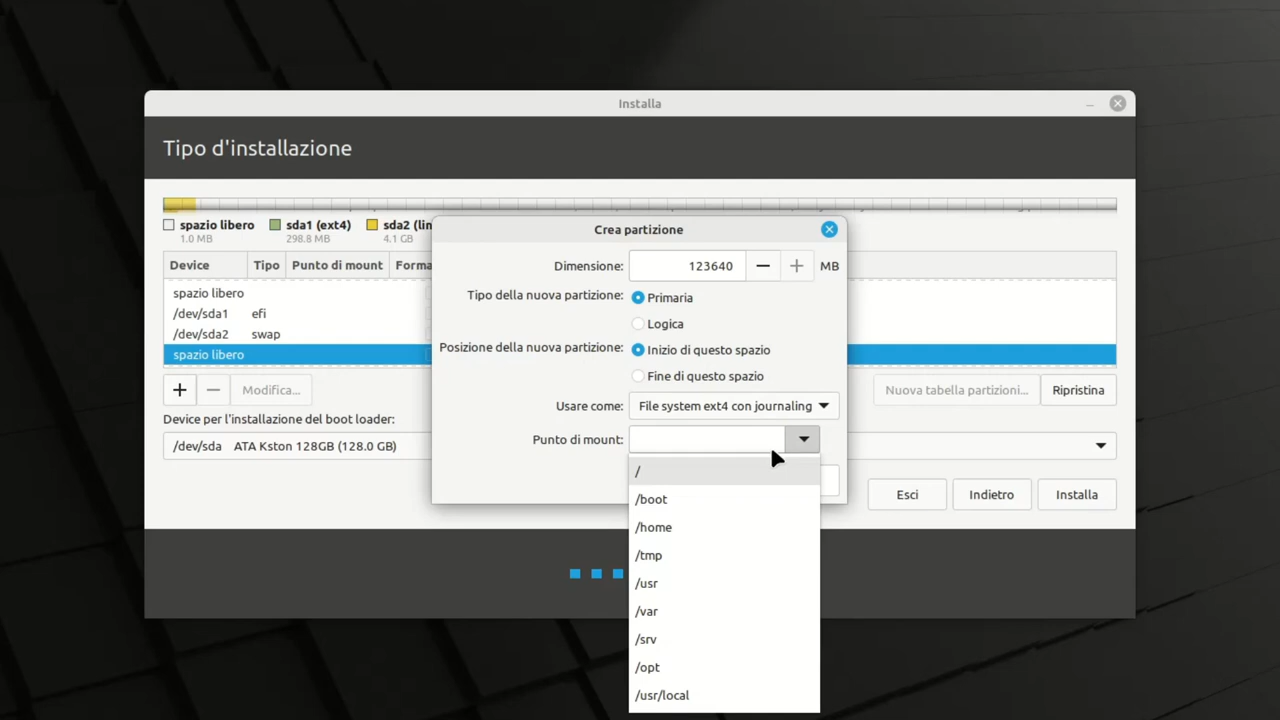 Installa
Tipo d'installazione
spazio libero
1.0 MB
sda1 (ext4)
298.8 MB
sda2 (lin
4.1 GB
Device Tipo Punto di mount Forma
spazio libero
/dev/sda1 efi
/dev/sda2 swap
spazio libero
+ − Modifica...
Nuova tabella partizioni... Ripristina
Device per l'installazione del boot loader:
/dev/sda ATA Kston 128GB (128.0 GB)
Esci Indietro Installa
Crea partizione
Dimensione: 123640 − + MB
Tipo della nuova partizione: Primaria
Logica
Posizione della nuova partizione: Inizio di questo spazio
Fine di questo spazio
Usare come: File system ext4 con journaling
Punto di mount:
/
/boot
/home
/tmp
/usr
/var
/srv
/opt
/usr/local